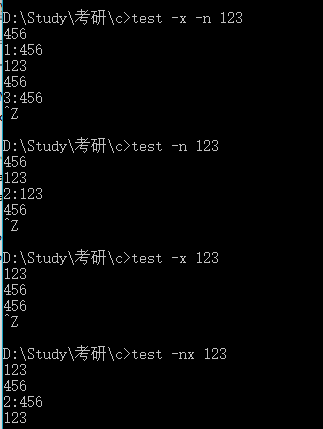 D:\Study\考研\c>test -x -n 123
456
1:456
123
456
3:456
^Z
D:\Study\考研\c>test -n 123
456
123
2:123
456
^Z
D:\Study\考研\c>test -x 123
123
456
456
^Z
D:\Study\考研\c>test -nx 123
123
456
2:456
123